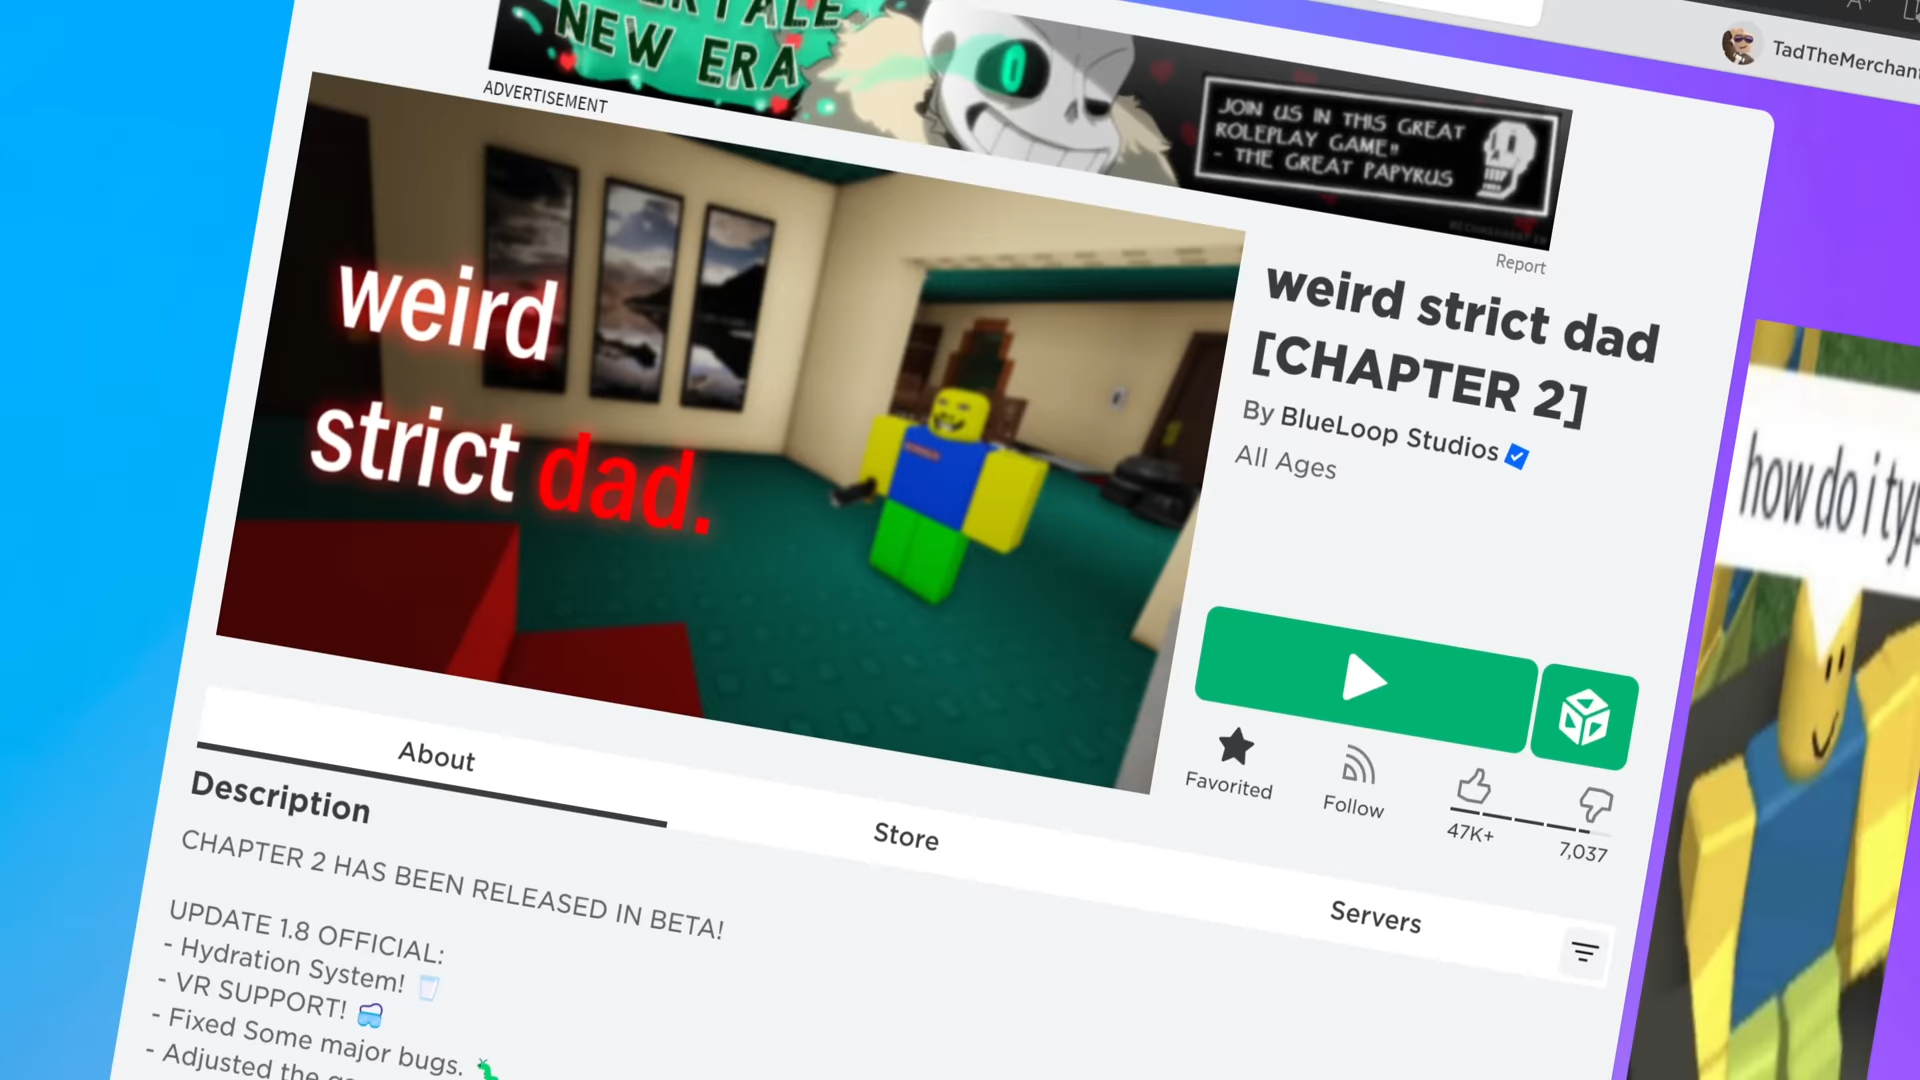 NEW ERA
JOIN US IN THIS GREAT
ROLEPLAY GAME!!
- THE GREAT PAPYRUS
TadTheMerchant
ADVERTISEMENT
Report
weird
strict dad.
weird strict dad
[CHAPTER 2]
By BlueLoop Studios
All Ages
how do i typ
Favorited
Follow
47K+
7,037
About
Store
Servers
Description
CHAPTER 2 HAS BEEN RELEASED IN BETA!
UPDATE 1.8 OFFICIAL:
- Hydration System!
- VR SUPPORT!
- Fixed Some major bugs.
- Adjusted the